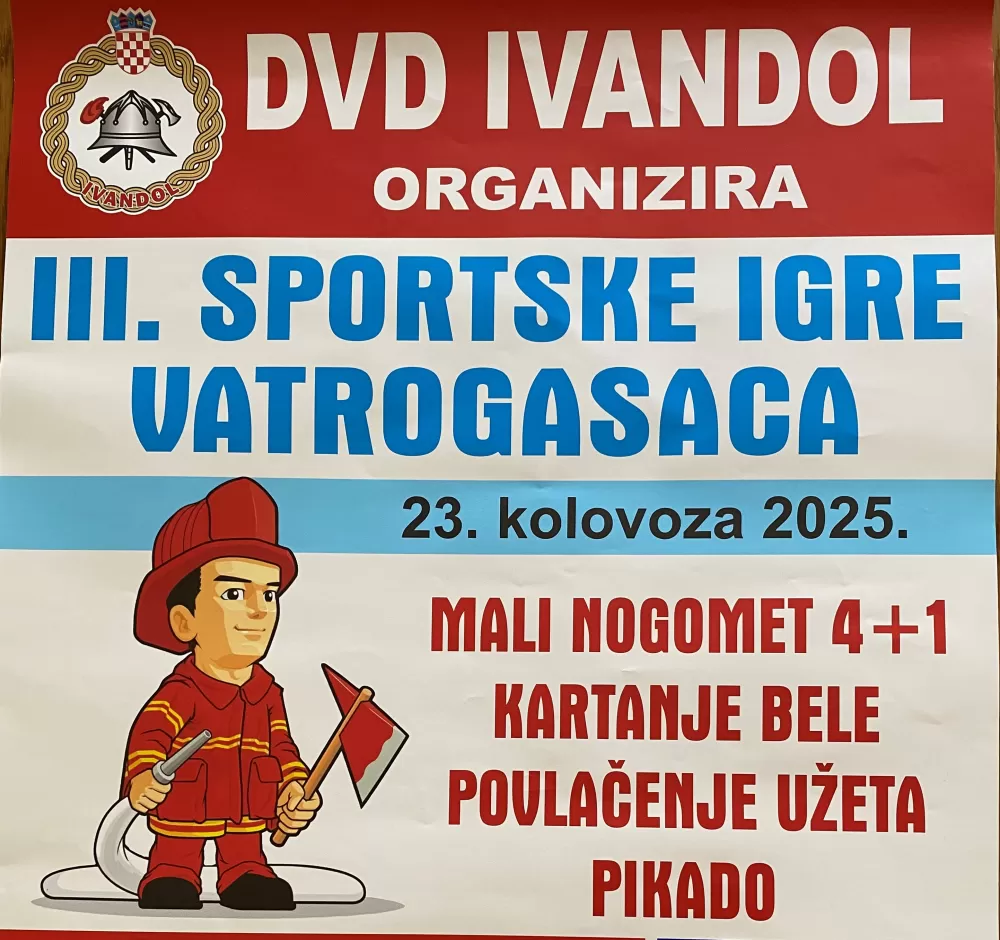 IVANDOL
DVD IVANDOL
ORGANIZIRA
III. SPORTSKE IGRE
VATROGASACA
23. kolovoza 2025.
MALI NOGOMET 4+1
KARTANJE BELE
POVLAČENJE UŽETA
PIKADO